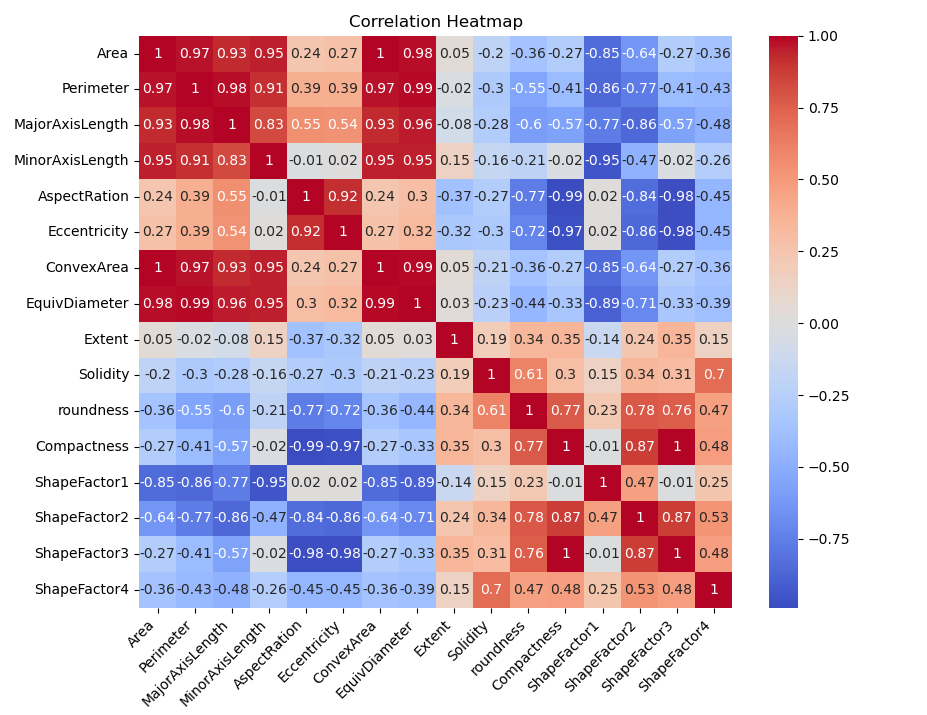 Correlation Heatmap
Area 1 0.97 0.93 0.95 0.24 0.27 1 0.98 0.05 -0.2 -0.36 -0.27 -0.85 -0.64 -0.27 -0.36
Perimeter 0.97 1 0.98 0.91 0.39 0.39 0.97 0.99 -0.02 -0.3 -0.55 -0.41 -0.86 -0.77 -0.41 -0.43
MajorAxisLength 0.93 0.98 1 0.83 0.55 0.54 0.93 0.96 -0.08 -0.28 -0.6 -0.57 -0.77 -0.86 -0.57 -0.48
MinorAxisLength 0.95 0.91 0.83 1 -0.01 0.02 0.95 0.95 0.15 -0.16 -0.21 -0.02 -0.95 -0.47 -0.02 -0.26
AspectRation 0.24 0.39 0.55 -0.01 1 0.92 0.24 0.3 -0.37 -0.27 -0.77 -0.99 0.02 -0.84 -0.98 -0.45
Eccentricity 0.27 0.39 0.54 0.02 0.92 1 0.27 0.32 -0.32 -0.3 -0.72 -0.97 0.02 -0.86 -0.98 -0.45
ConvexArea 1 0.97 0.93 0.95 0.24 0.27 1 0.99 0.05 -0.21 -0.36 -0.27 -0.85 -0.64 -0.27 -0.36
EquivDiameter 0.98 0.99 0.96 0.95 0.3 0.32 0.99 1 0.03 -0.23 -0.44 -0.33 -0.89 -0.71 -0.33 -0.39
Extent 0.05 -0.02 -0.08 0.15 -0.37 -0.32 0.05 0.03 1 0.19 0.34 0.35 -0.14 0.24 0.35 0.15
Solidity -0.2 -0.3 -0.28 -0.16 -0.27 -0.3 -0.21 -0.23 0.19 1 0.61 0.3 0.15 0.34 0.31 0.7
roundness -0.36 -0.55 -0.6 -0.21 -0.77 -0.72 -0.36 -0.44 0.34 0.61 1 0.77 0.23 0.78 0.76 0.47
Compactness -0.27 -0.41 -0.57 -0.02 -0.99 -0.97 -0.27 -0.33 0.35 0.3 0.77 1 -0.01 0.87 1 0.48
ShapeFactor1 -0.85 -0.86 -0.77 -0.95 0.02 0.02 -0.85 -0.89 -0.14 0.15 0.23 -0.01 1 0.47 -0.01 0.25
ShapeFactor2 -0.64 -0.77 -0.86 -0.47 -0.84 -0.86 -0.64 -0.71 0.24 0.34 0.78 0.87 0.47 1 0.87 0.53
ShapeFactor3 -0.27 -0.41 -0.57 -0.02 -0.98 -0.98 -0.27 -0.33 0.35 0.31 0.76 1 -0.01 0.87 1 0.48
ShapeFactor4 -0.36 -0.43 -0.48 -0.26 -0.45 -0.45 -0.36 -0.39 0.15 0.7 0.47 0.48 0.25 0.53 0.48 1
Area
Perimeter
MajorAxisLength
MinorAxisLength
AspectRation
Eccentricity
ConvexArea
EquivDiameter
Extent
Solidity
roundness
Compactness
ShapeFactor1
ShapeFactor2
ShapeFactor3
ShapeFactor4
1.00
0.75
0.50
0.25
0.00
−0.25
−0.50
−0.75